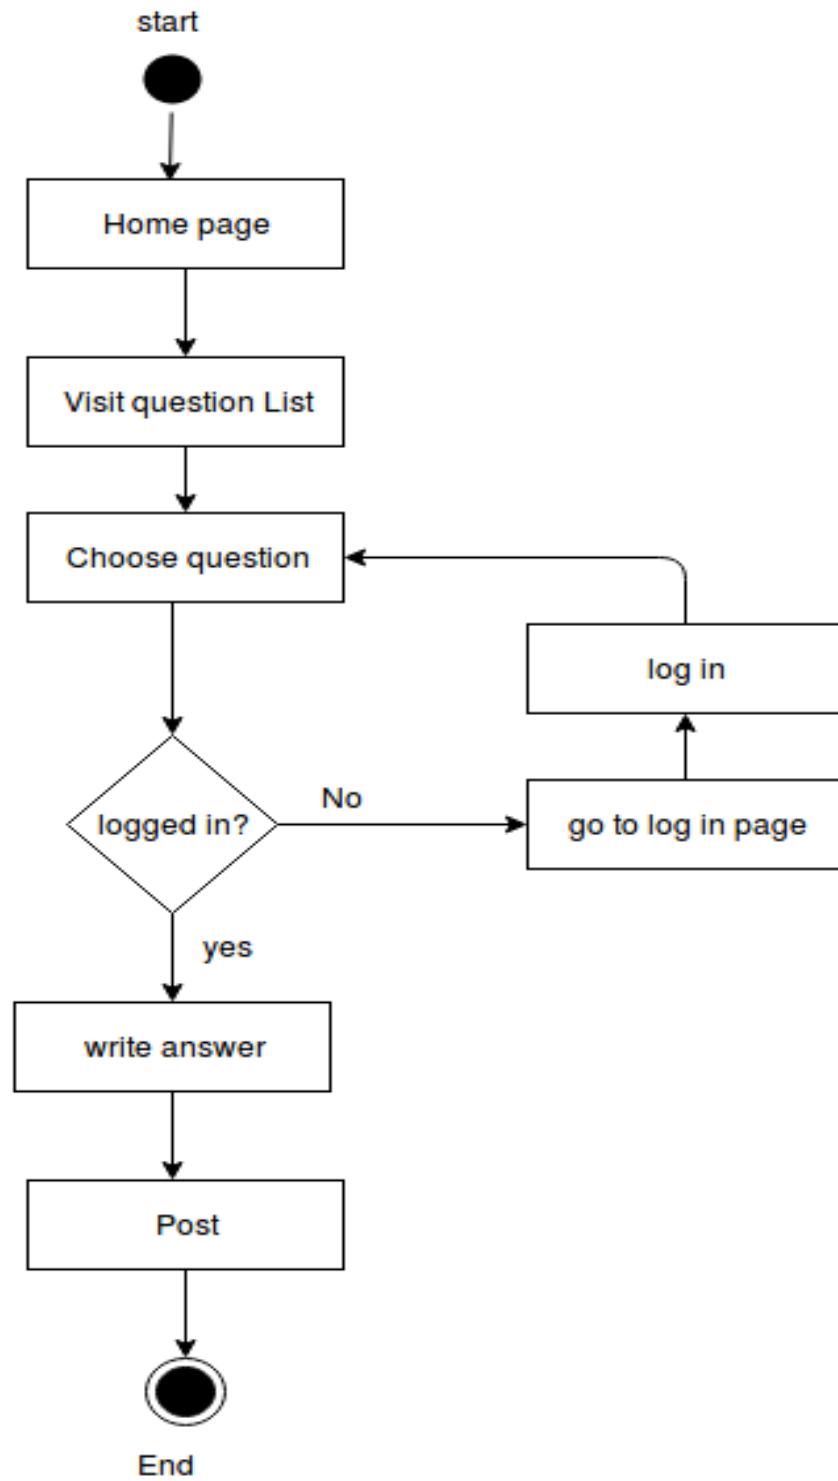 start
Home page
Visit question List
Choose question
log in
logged in?
No
go to log in page
yes
write answer
Post
End